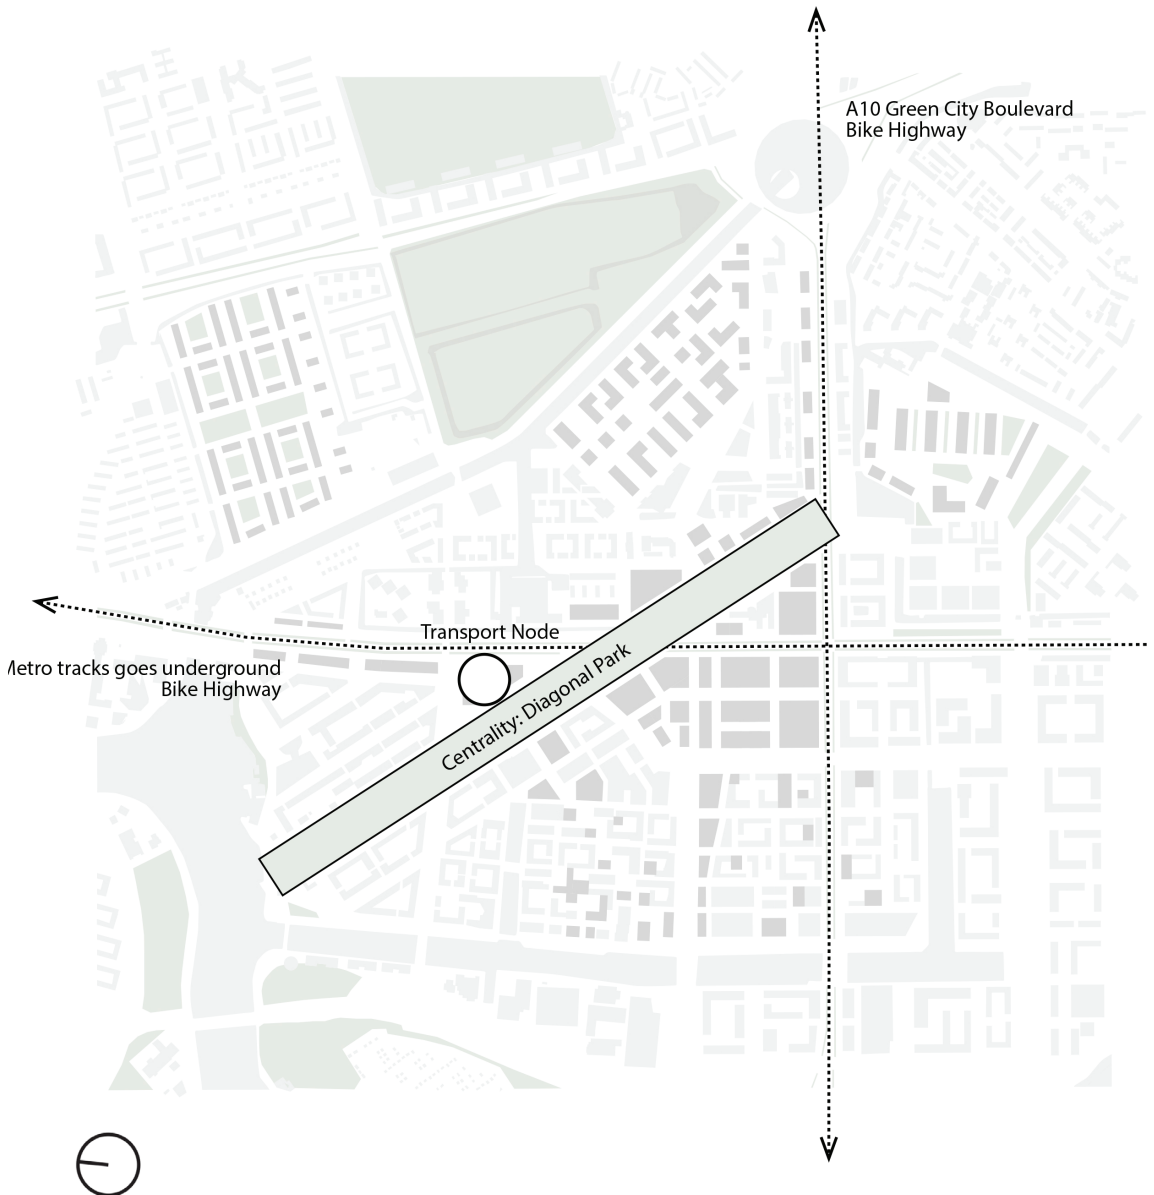 A10 Green City Boulevard
Bike Highway
Transport Node
etro tracks goes underground
Bike Highway
Centrality: Diagonal Park